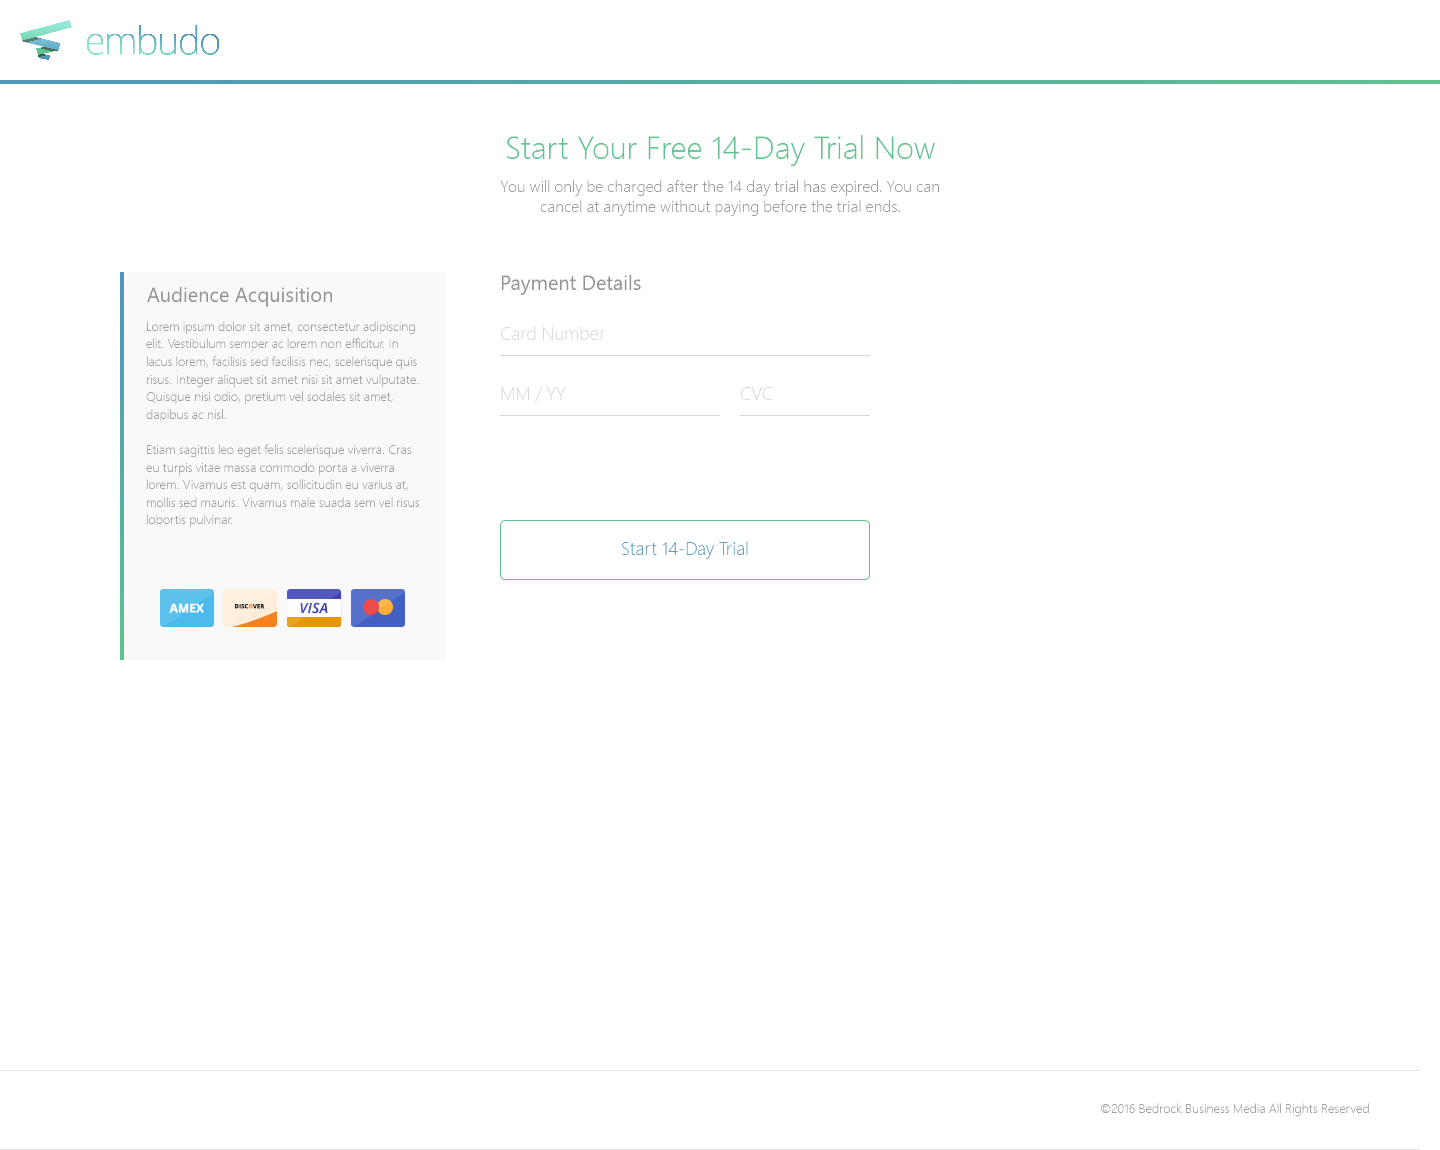 embudo
Start Your Free 14-Day Trial Now
You will only be charged after the 14 day trial has expired. You can
cancel at anytime without paying before the trial ends.
Audience Acquisition
Lorem ipsum dolor sit amet, consectetur adipiscing
elit. Vestibulum semper ac lorem non efficitur. In
lacus lorem, facilisis sed facilisis nec, scelerisque quis
risus. Integer aliquet sit amet nisi sit amet vulputate.
Quisque nisi odio, pretium vel sodales sit amet,
dapibus ac nisl.
Etiam sagittis leo eget felis scelerisque viverra. Cras
eu turpis vitae massa commodo porta a viverra
lorem. Vivamus est quam, sollicitudin eu varius at,
mollis sed mauris. Vivamus male suada sem vel risus
lobortis pulvinar.
AMEX DISCOVER VISA
Payment Details
Card Number
MM / YY CVC
Start 14-Day Trial
©2016 Bedrock Business Media All Rights Reserved